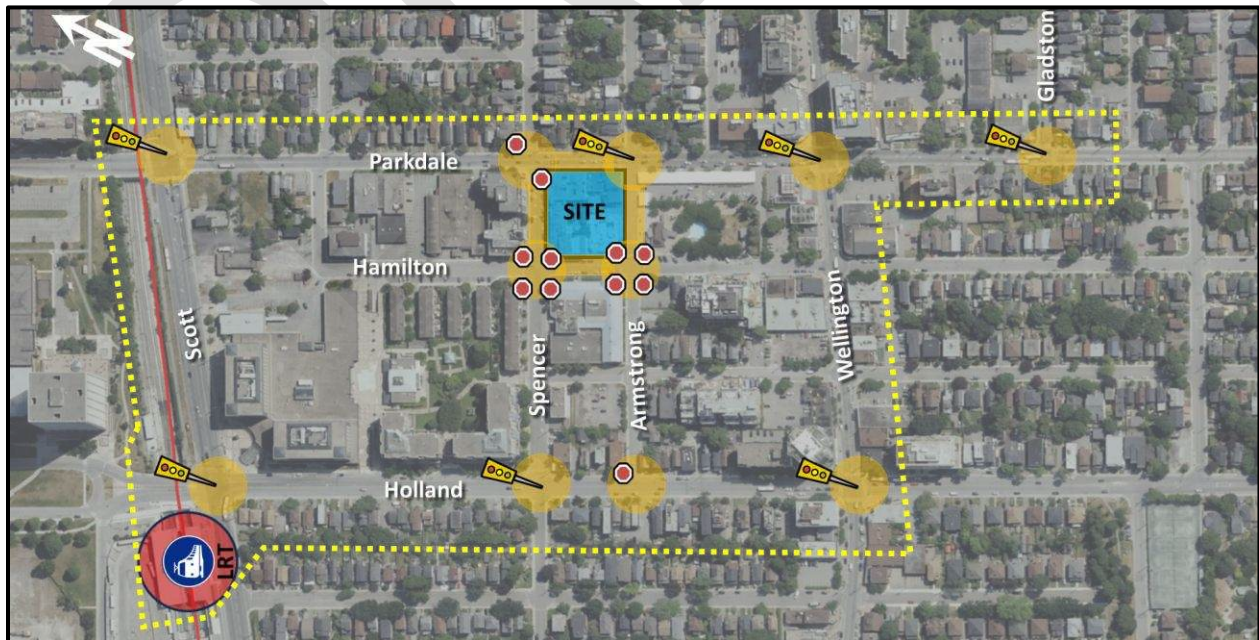 N
Gladston
Parkdale
SITE
Hamilton
Scott
Spencer
Armstrong
Wellington
Holland
LRT